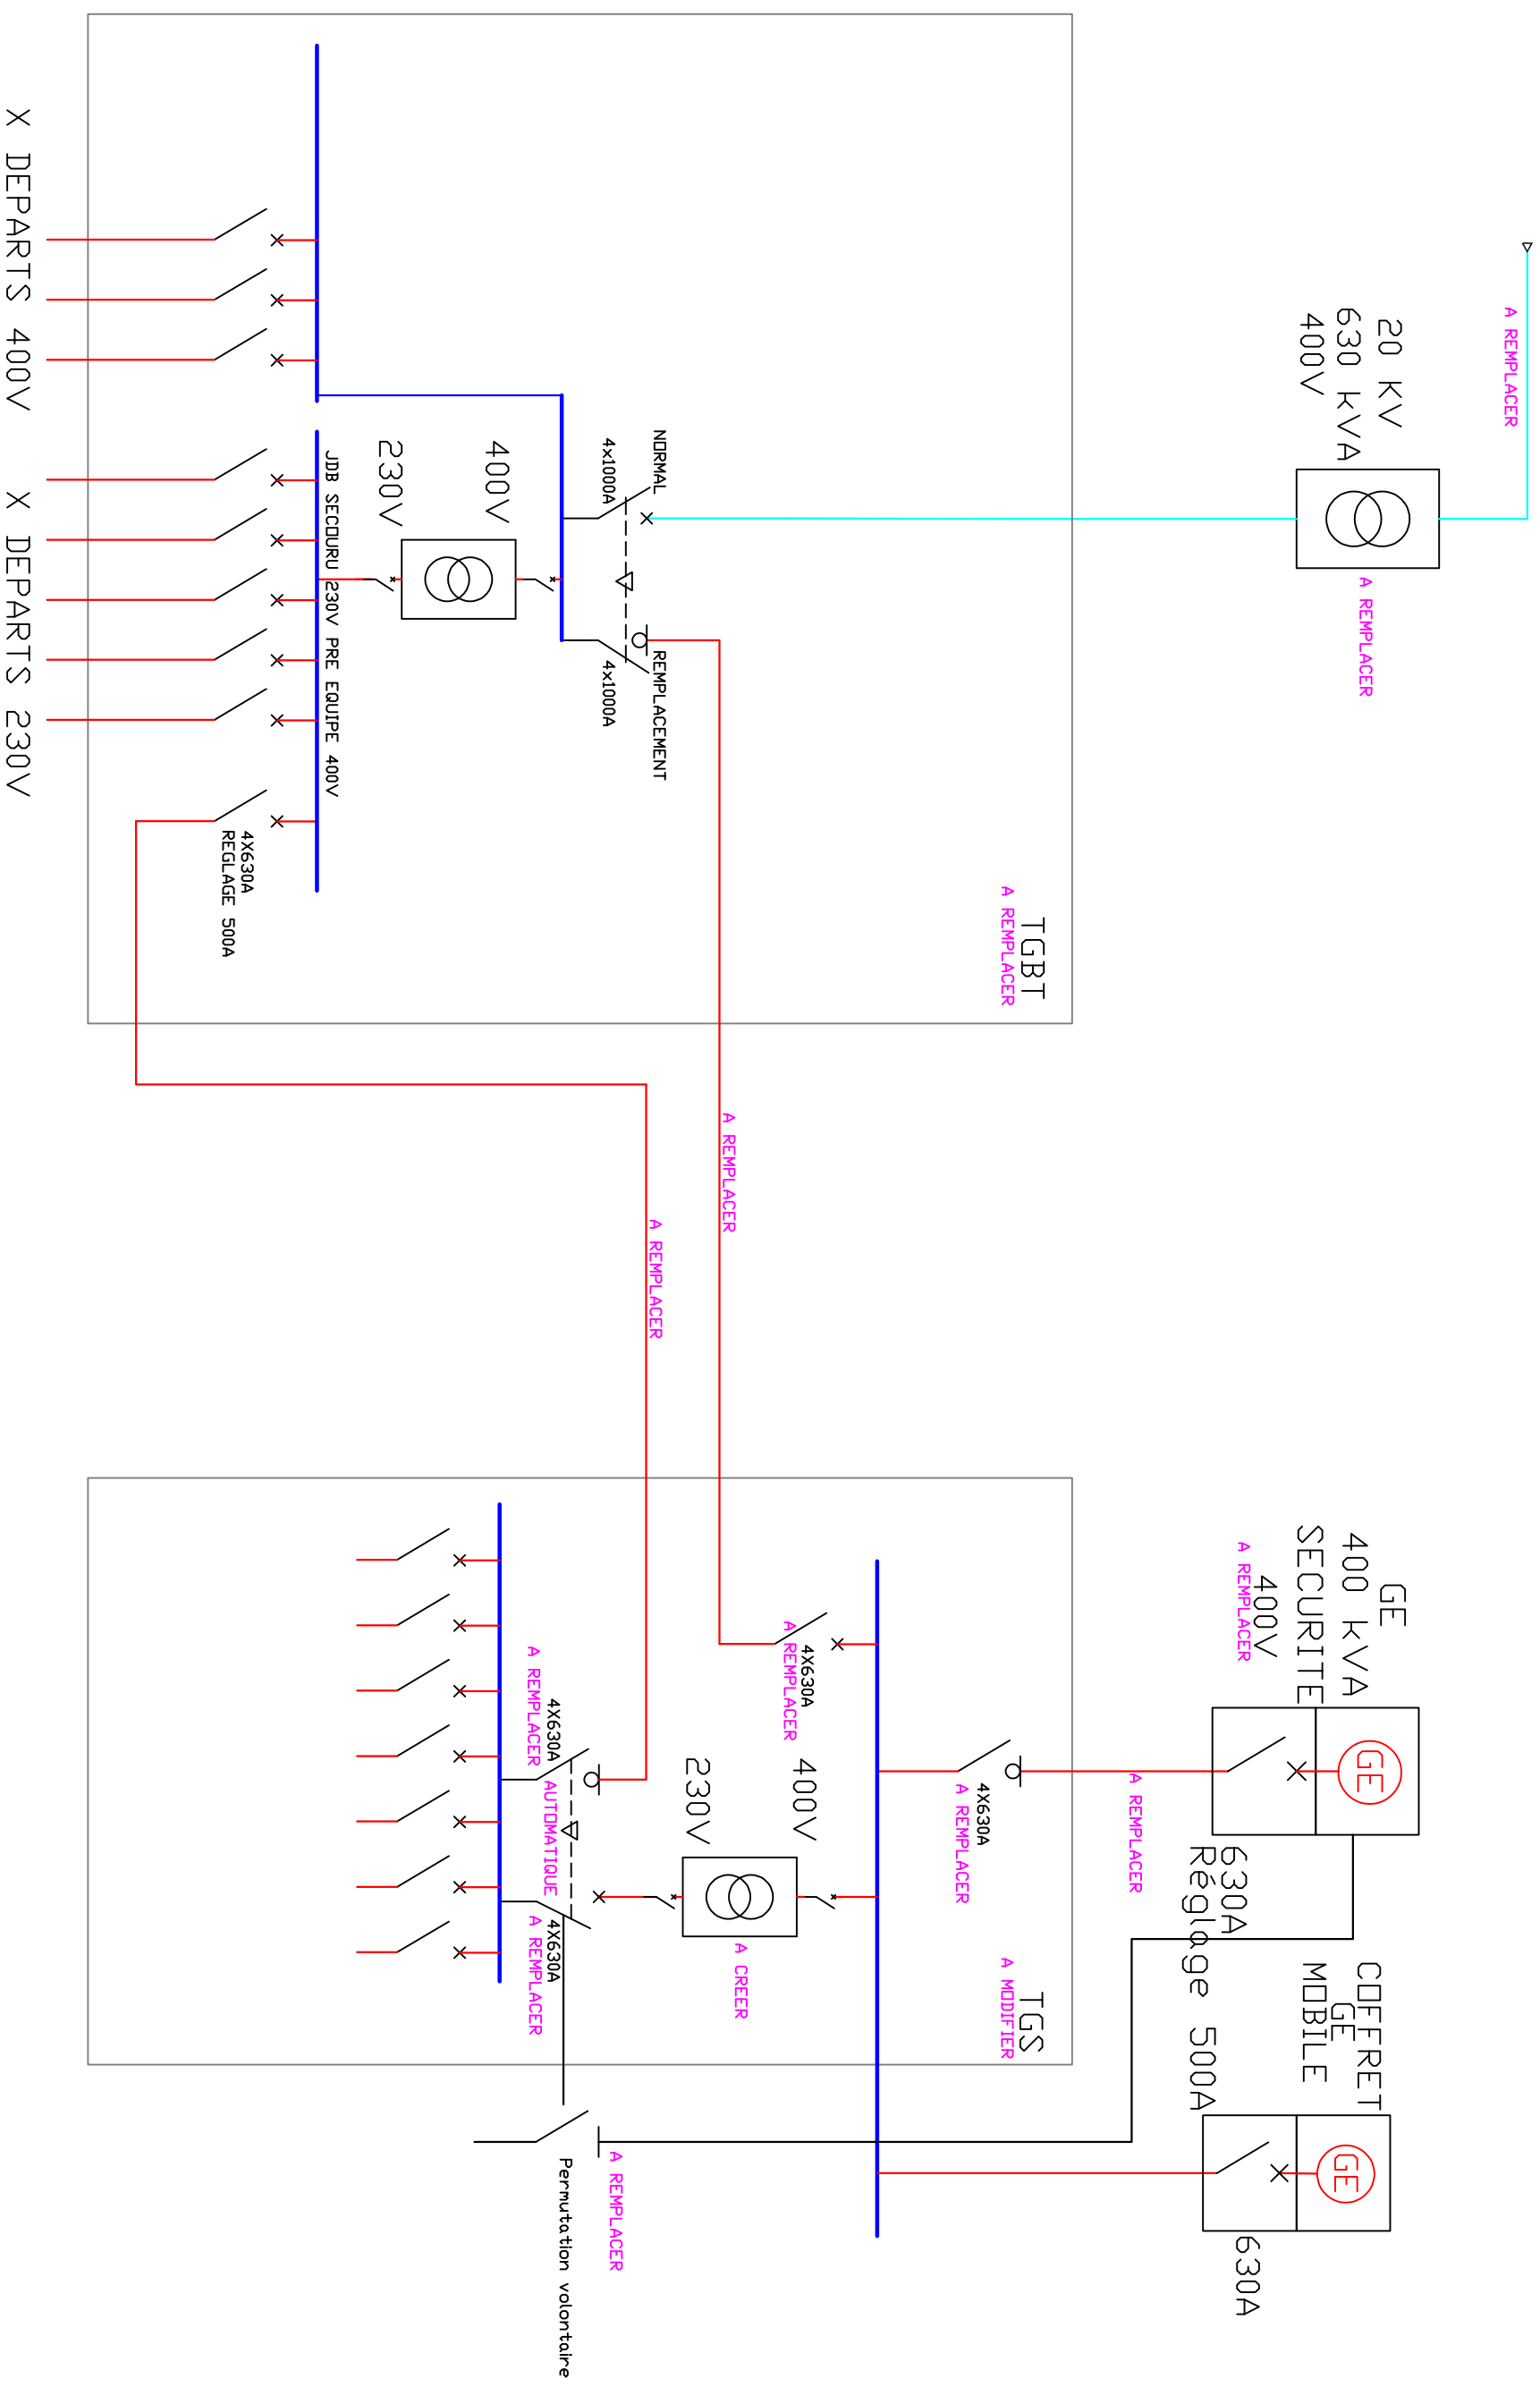 A REMPLACER
20 KV
630 kVA
400V
A REMPLACER
TGBT
A REMPLACER
NORMAL
4x1000A
REMPLACEMENT
4x1000A
400V
230V
JDB SECOURU 230V PRE EQUIPE 400V
4X630A
REGLAGE 500A
X DEPARTS 400V
X DEPARTS 230V
A REMPLACER
A REMPLACER
GE
400 kVA
SECURITE
400V
A REMPLACER
GE
630A
Réglage 500A
COFFRET
GE
MOBILE
GE
630A
A REMPLACER
TGS
A MODIFIER
4X630A
A REMPLACER
4X630A
A REMPLACER
400V
230V
A CREER
4X630A
A REMPLACER
AUTOMATIQUE
4X630A
A REMPLACER
A REMPLACER
Permutation volontaire